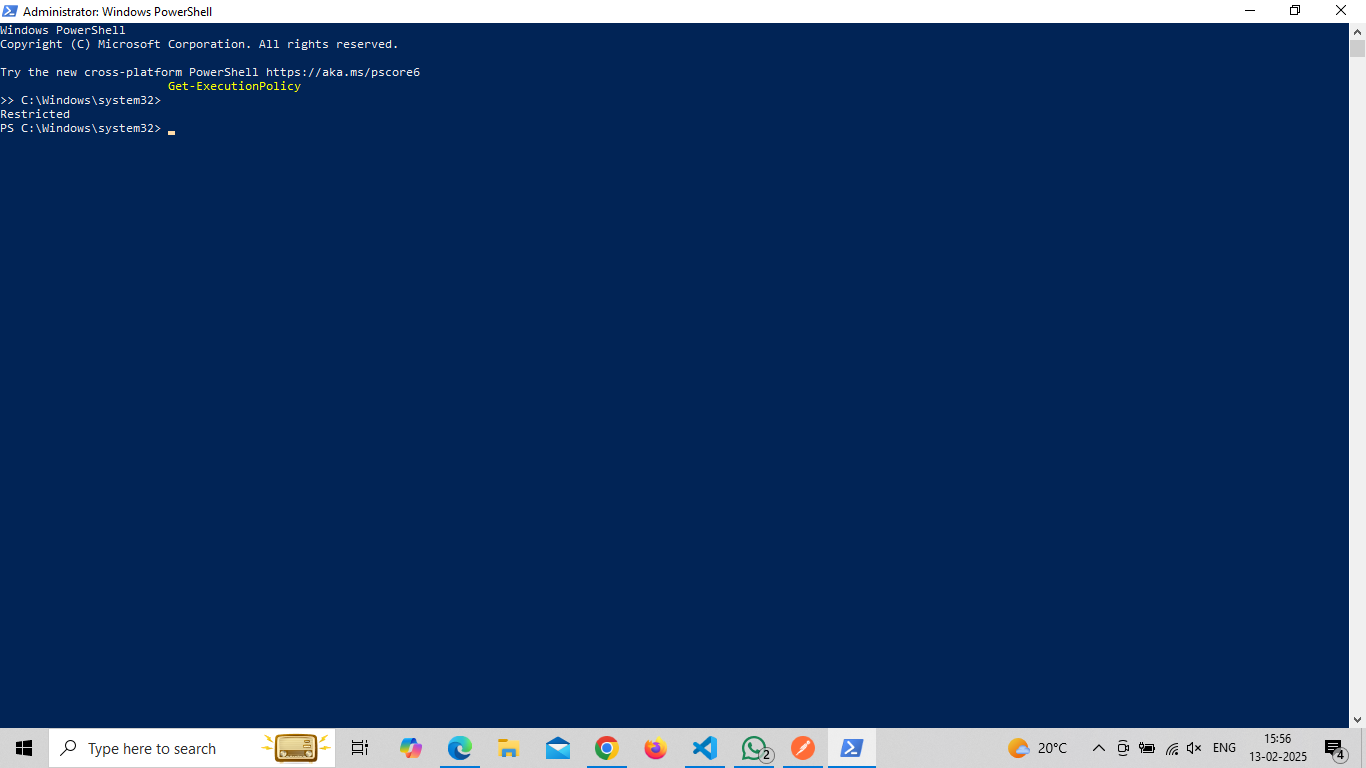 Administrator: Windows PowerShell
Windows PowerShell
Copyright (C) Microsoft Corporation. All rights reserved.
Try the new cross-platform PowerShell https://aka.ms/pscore6
Get-ExecutionPolicy
>> C:\Windows\system32>
Restricted
PS C:\Windows\system32>
Type here to search
2
20°C
ENG
15:56
13-02-2025
4